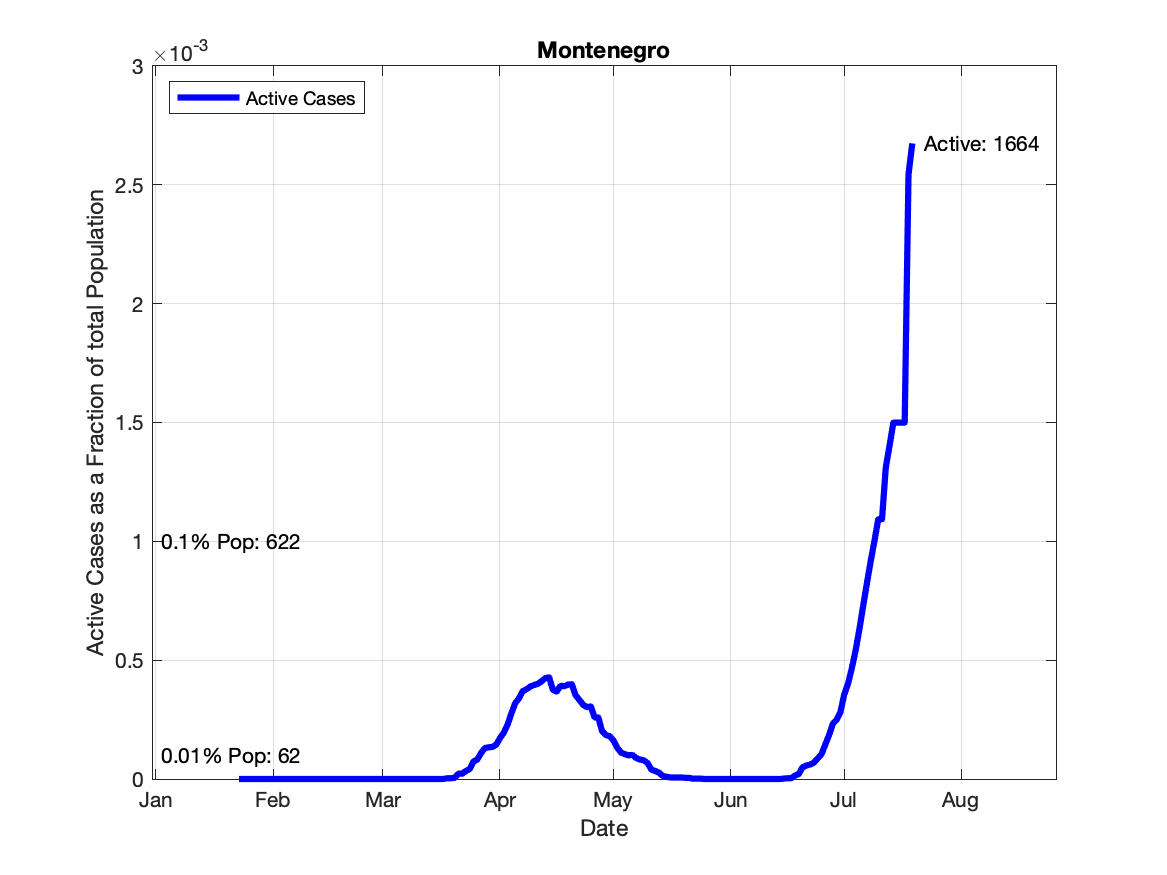 Montenegro
×10-3
3
2.5
2
1.5
1
0.5
0
Active Cases
Active: 1664
0.1% Pop: 622
0.01% Pop: 62
Active Cases as a Fraction of total Population
Jan Feb Mar Apr May Jun Jul Aug
Date